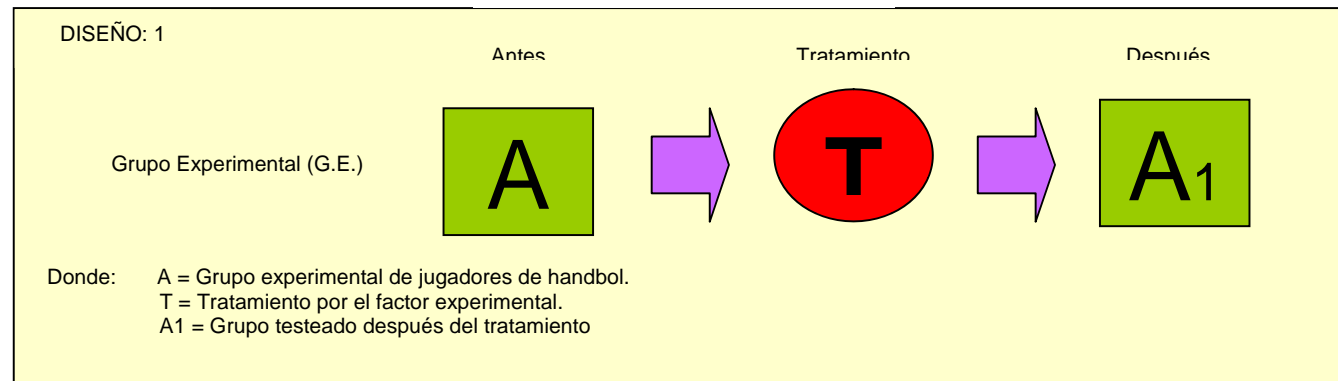 DISEÑO: 1
Antes Tratamiento Después
Grupo Experimental (G.E.) A T A1
Donde: A = Grupo experimental de jugadores de handbol.
T = Tratamiento por el factor experimental.
A1 = Grupo testeado después del tratamiento